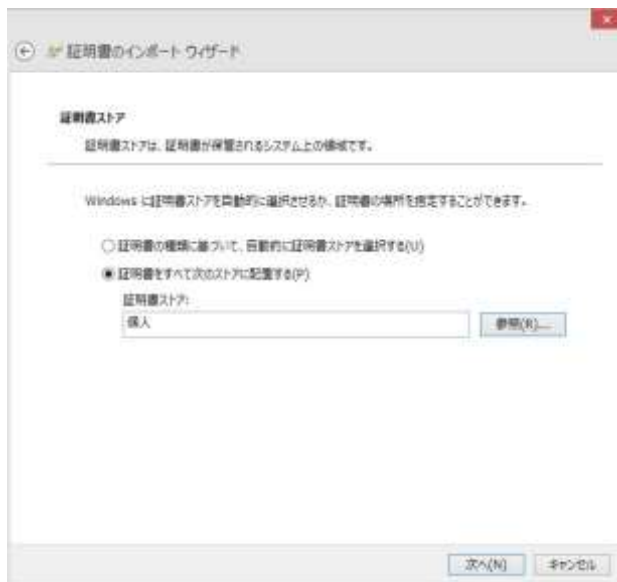 証明書のインポート ウィザード
証明書ストア
証明書ストアは、証明書が保管されるシステム上の領域です。
Windows に証明書ストアを自動的に選択させるか、証明書の場所を指定することができます。
証明書の種類に基づいて、自動的に証明書ストアを選択する(U)
証明書をすべて次のストアに配置する(P)
証明書ストア:
個人
参照(R)...
次へ(N)
キャンセル